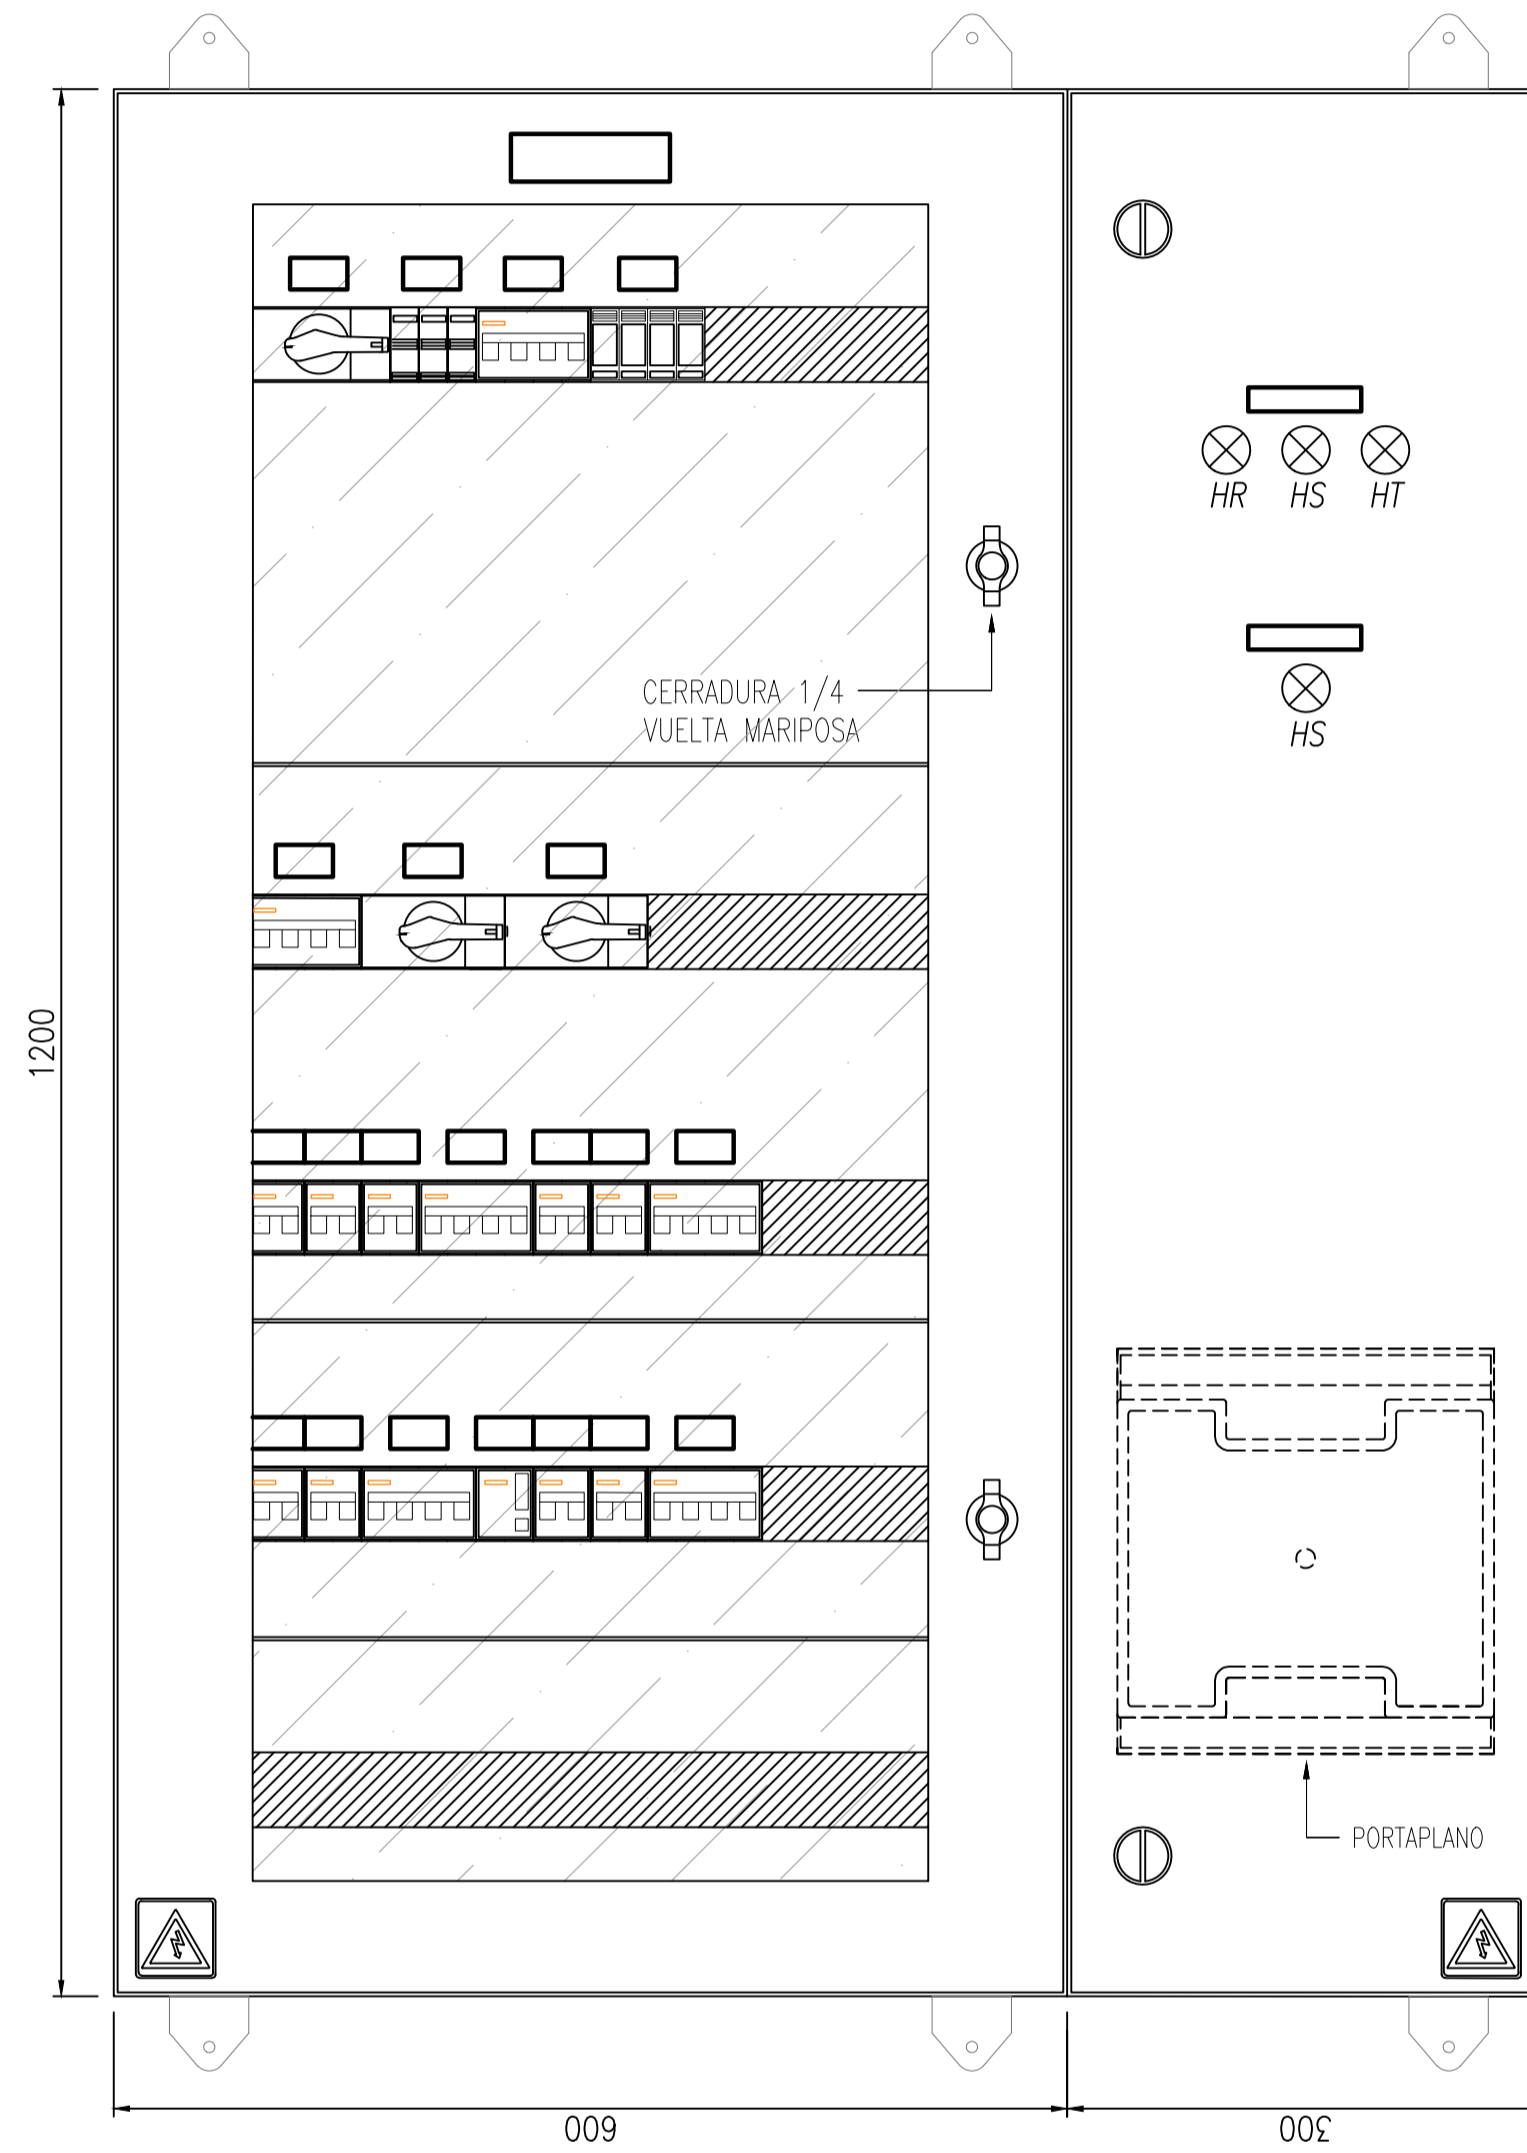 HR HS HT
CERRADURA 1/4
VUELTA MARIPOSA
HS
1200
PORTAPLANO
600
300